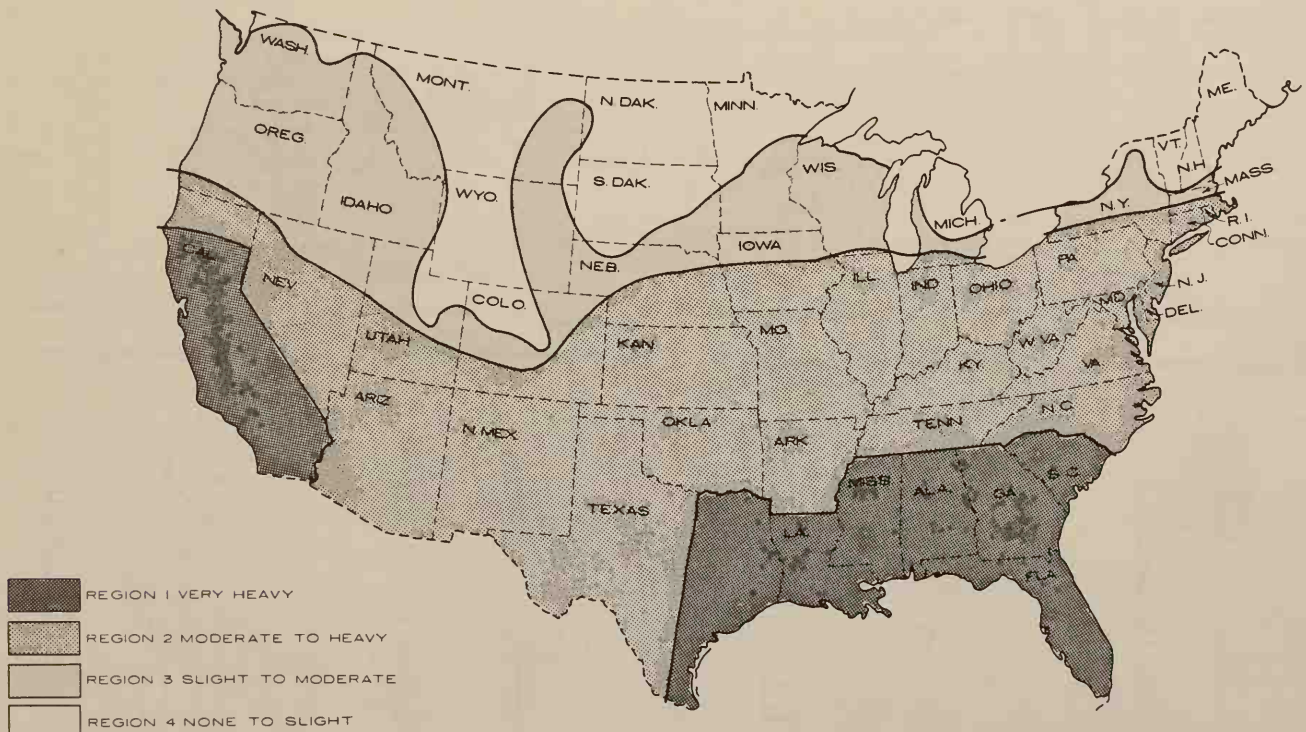 WASH.
MONT.
N. DAK.
MINN.
ME.
OREG.
VT.
N.H.
WIS.
S. DAK.
WYO.
IDAHO
MICH.
N.Y.
MASS
R.I.
CONN.
IOWA
NEB.
CAL.
NEV.
ILL
IND
OHIO
PA
N.J.
COLO.
MD.
DEL.
UTAH
KAN
MO.
W.VA
KY.
VA.
ARIZ
N.MEX
OKLA
ARK
TENN
N.C.
TEXAS
LA.
MISS
ALA.
GA.
S.C.
FLA
REGION 1 VERY HEAVY
REGION 2 MODERATE TO HEAVY
REGION 3 SLIGHT TO MODERATE
REGION 4 NONE TO SLIGHT